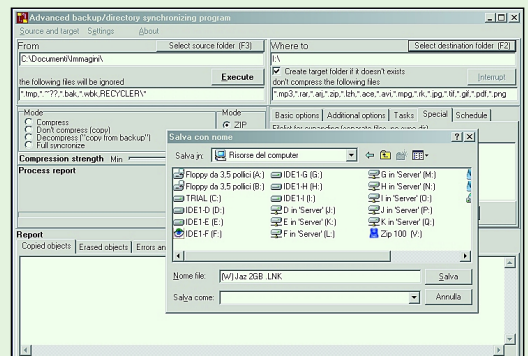 Advanced backup/directory synchronizing program
Source and target Settings About
From
Select source folder (F3)
C:\Documenti\Immagini\
the following files will be ignored
Execute
*.tmp,*.~??,*.bak,*.wbk,RECYCLER\*
Where to
Select destination folder (F2)
I:\
Create target folder if it doesn't exists
don't compress the following files
Interrupt
*.mp3,*.rar,*.arj,*.zip,*.lzh,*.ace,*.avi,*.mpg,*.rk,*.jpg,*.tif,*.gif,*.pdf,*.png
Mode
Compress
Don't compress (copy)
Decompress ("copy from backup")
Full syncronize
Mode
ZIP
Basic options Additional options Tasks Special Schedule
Compression strength Min
Process report
Salva con nome
Salva in: Risorse del computer
Floppy da 3,5 pollici (A:)
Floppy da 3,5 pollici (B:)
TRIAL (C:)
IDE1-D (D:)
IDE1-E (E:)
IDE1-F (F:)
IDE1-G (G:)
IDE1-H (H:)
IDE1-I (I:)
D in 'Server' (J:)
E in 'Server' (K:)
F in 'Server' (L:)
G in 'Server' (M:)
H in 'Server' (N:)
I in 'Server' (O:)
J in 'Server' (P:)
K in 'Server' (Q:)
Zip 100 (V:)
Nome file: (W) Jaz 2GB .LNK
Salva
Salva come:
Annulla
Report
Copied objects Erased objects Errors an